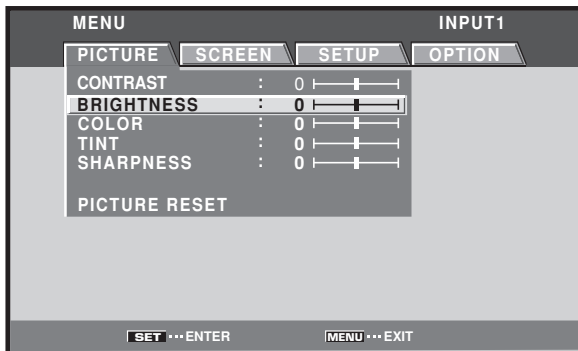 MENU INPUT1
PICTURE SCREEN SETUP OPTION
CONTRAST : 0
BRIGHTNESS : 0
COLOR : 0
TINT : 0
SHARPNESS : 0
PICTURE RESET
SET ··· ENTER MENU ··· EXIT